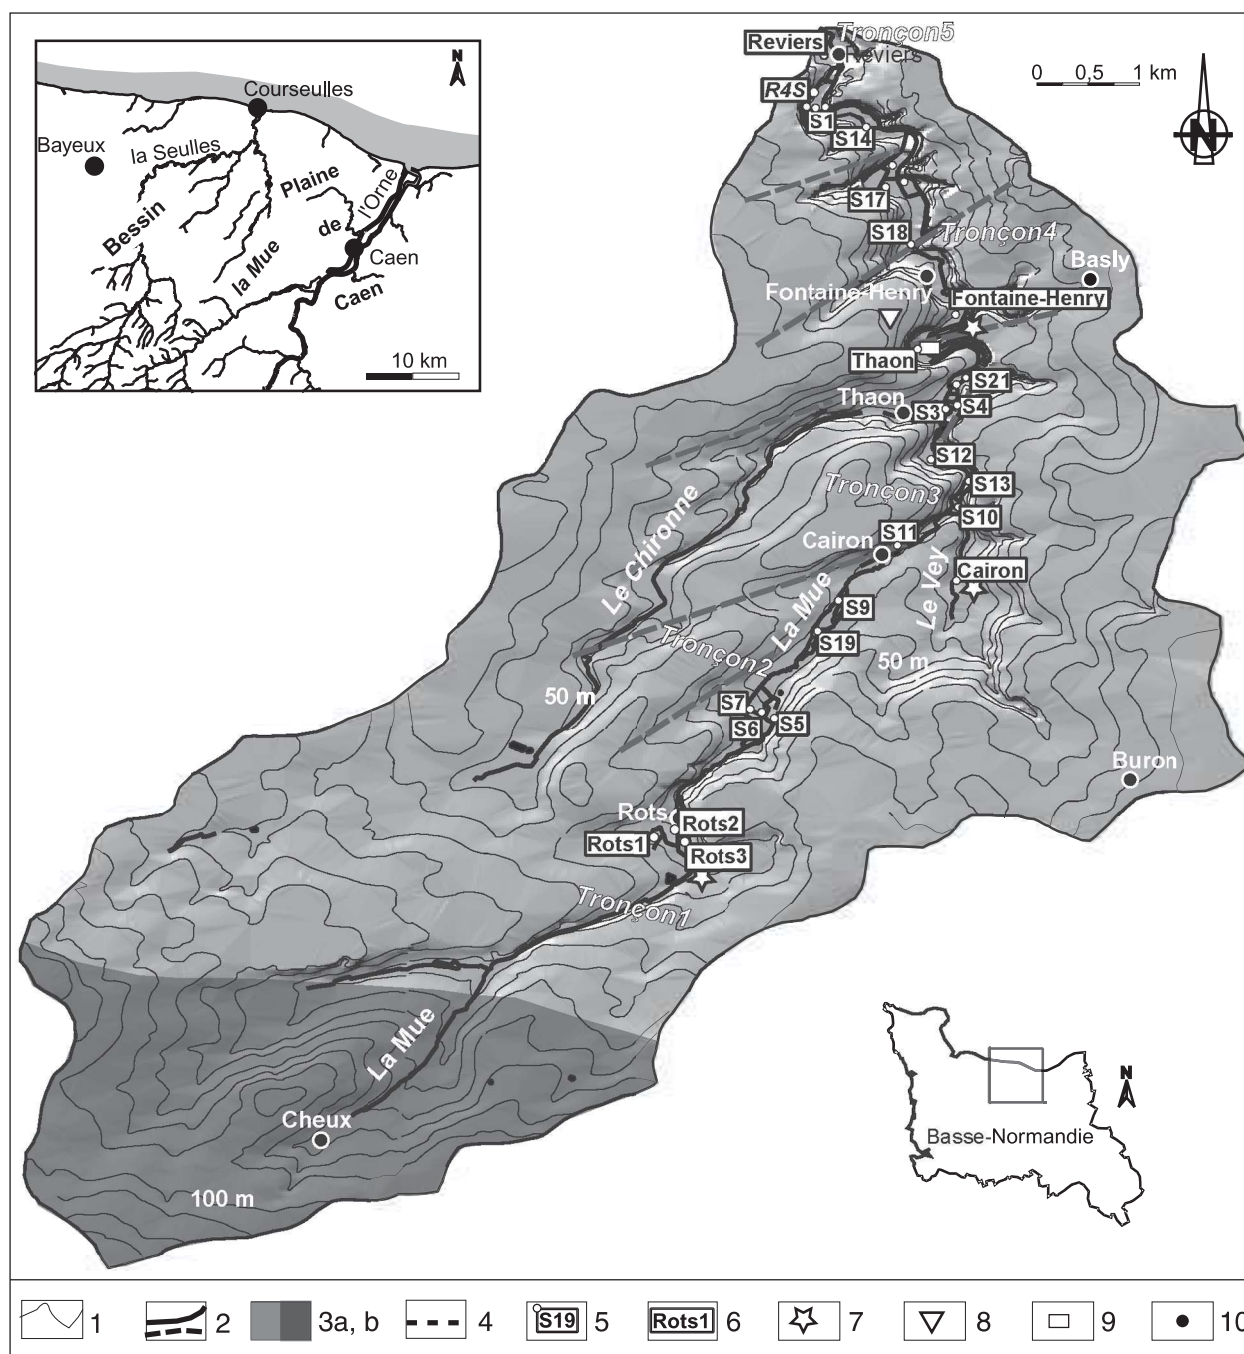 N
Courseulles
Bayeux
la Seulles
Plaine
l'Orne
Bessin
de
la Mue
Caen
Caen
10 km
Tronçon5
Reviers
Reviers
0 0,5 1 km
R4S
S1
S14
N
S17
S18
Tronçon4
Basly
Fontaine-Henry
Fontaine-Henry
Thaon
S21
Thaon
S3
S4
S12
Tronçon3
S13
S10
S11
Cairon
Le Chironne
Le Vey
Cairon
La Mue
S9
S19
Tronçon2
50 m
50 m
S7
S6
S5
Buron
Rots
Rots2
Rots1
Rots3
Tronçon1
La Mue
Cheux
100 m
N
Basse-Normandie
1
2
3a, b
4
S19
5
Rots1
6
7
8
9
10